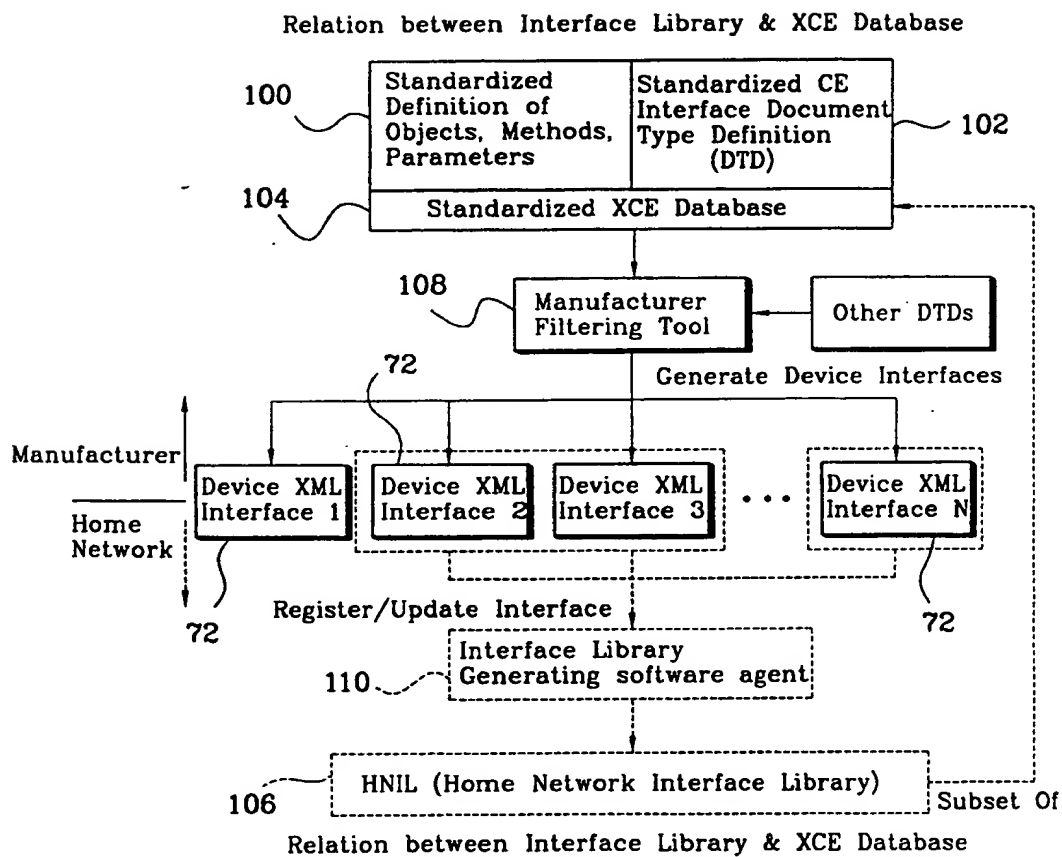 Relation between Interface Library & XCE Database
100
Standardized
Definition of
Objects, Methods,
Parameters
Standardized CE
Interface Document
Type Definition
(DTD)
102
104
Standardized XCE Database
108
Manufacturer
Filtering Tool
Other DTDs
72
Generate Device Interfaces
Manufacturer
Home
Network
Device XML
Interface 1
Device XML
Interface 2
Device XML
Interface 3
Device XML
Interface N
72
Register/Update Interface
72
Interface Library
Generating software agent
110
HNIL (Home Network Interface Library)
106
Subset Of
Relation between Interface Library & XCE Database